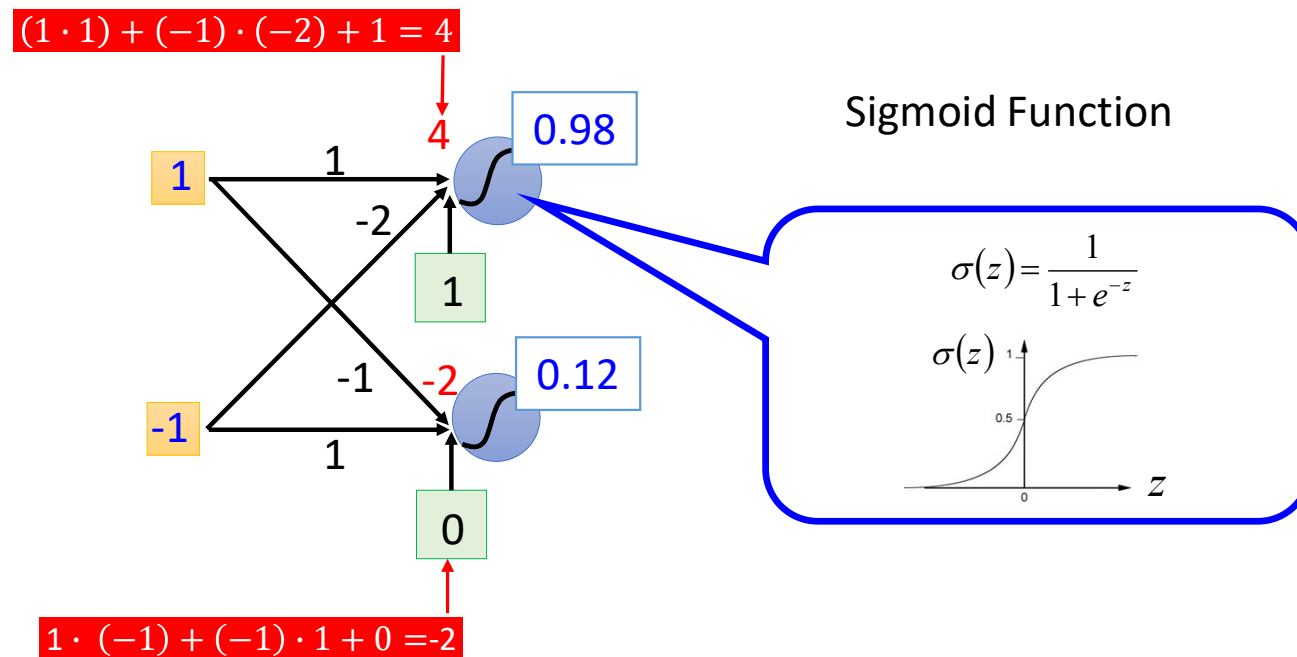 (1 · 1) + (−1) · (−2) + 1 = 4
Sigmoid Function
4
0.98
1
1
-2
1
σ(z) = 1 / (1 + e^{-z})
σ(z)
1
0.5
0
z
-1
-2
0.12
-1
1
0
1 · (−1) + (−1) · 1 + 0 =-2